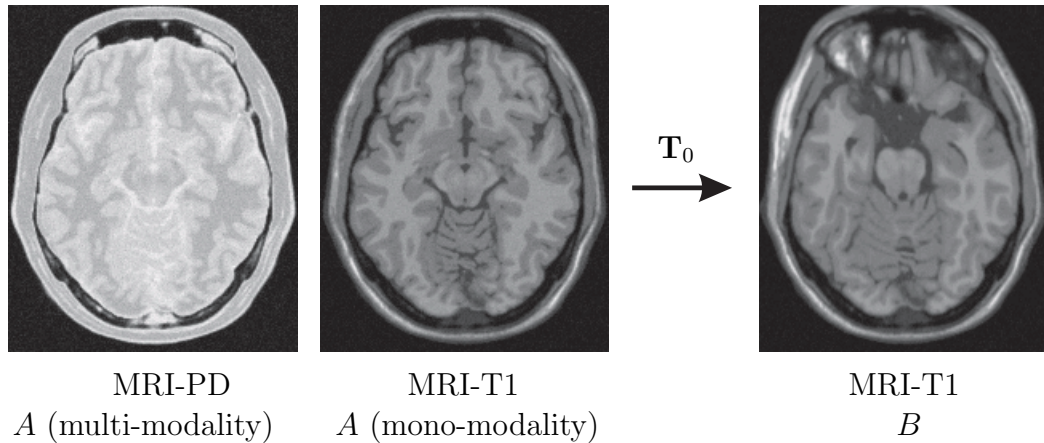 T₀
MRI-PD
A (multi-modality)
MRI-T1
A (mono-modality)
MRI-T1
B